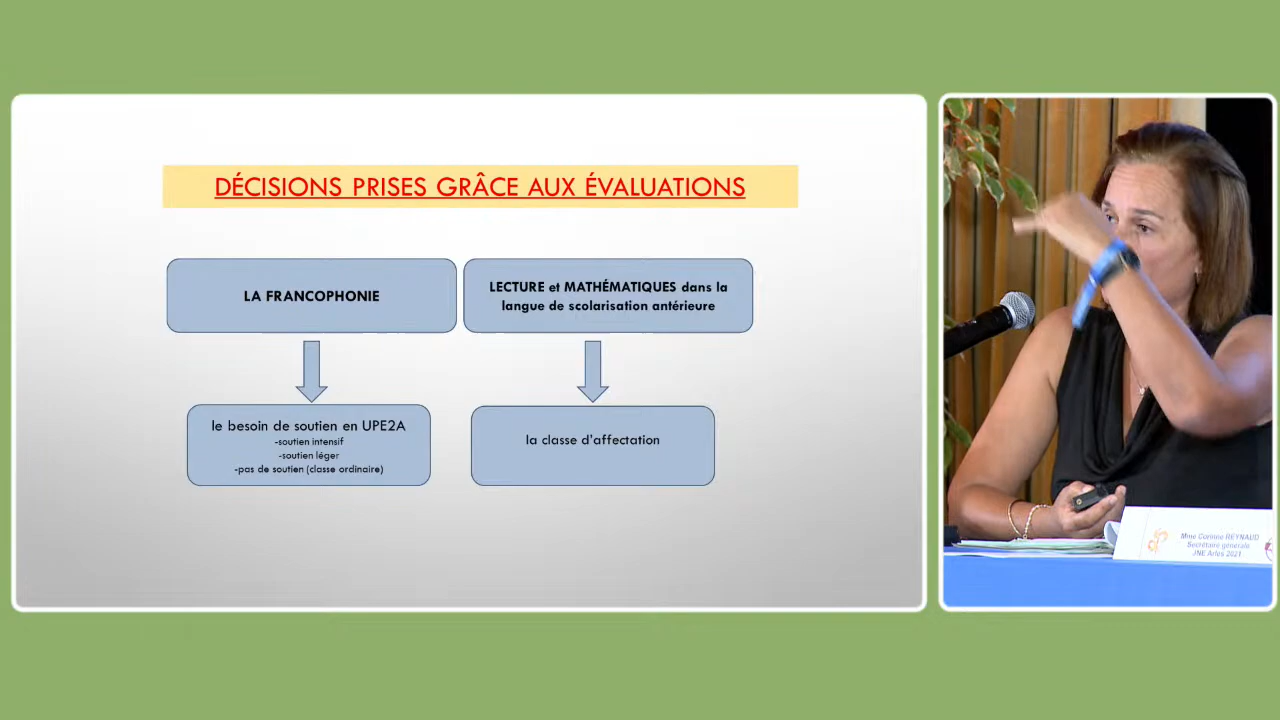 DÉCISIONS PRISES GRÂCE AUX ÉVALUATIONS
LA FRANCOPHONIE
LECTURE et MATHÉMATIQUES dans la
langue de scolarisation antérieure
le besoin de soutien en UPE2A
-soutien intensif
-soutien léger
-pas de soutien (classe ordinaire)
la classe d'affectation
Mme Corinne REYNAUD
Secrétaire générale
JNE Arles 2021